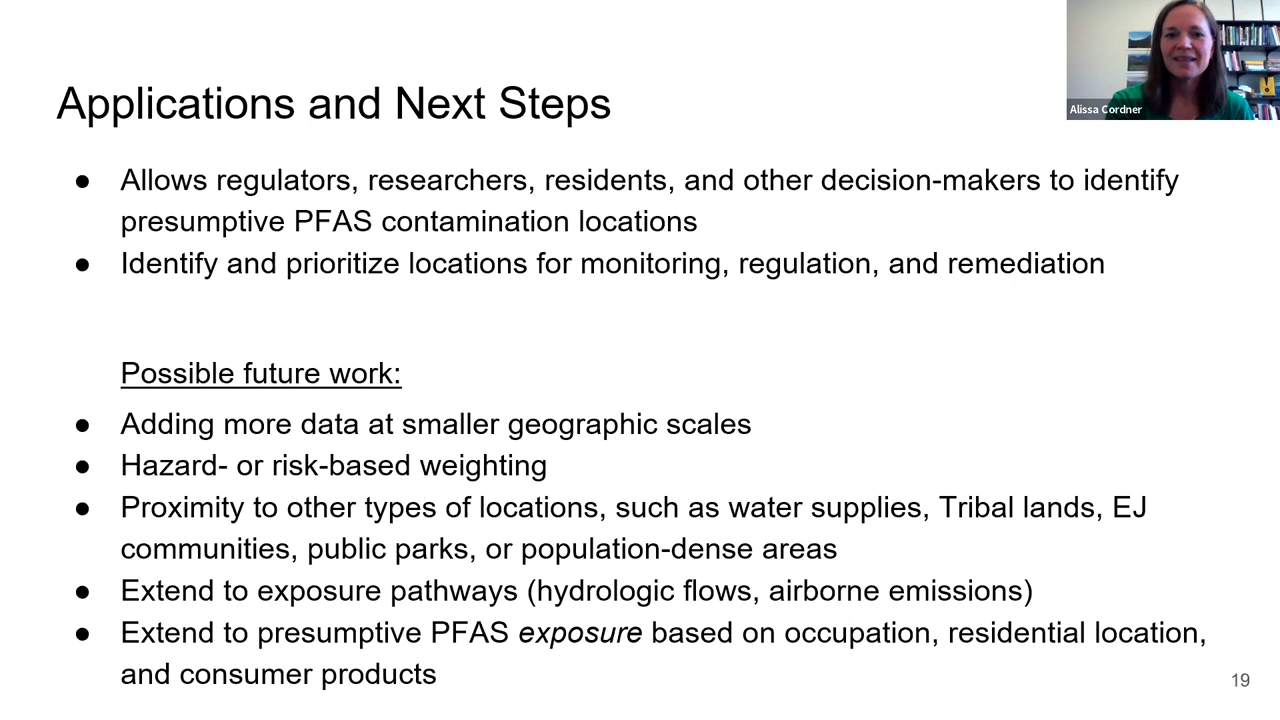 Alissa Cordner
Applications and Next Steps
● Allows regulators, researchers, residents, and other decision-makers to identify
presumptive PFAS contamination locations
● Identify and prioritize locations for monitoring, regulation, and remediation
Possible future work:
● Adding more data at smaller geographic scales
● Hazard- or risk-based weighting
● Proximity to other types of locations, such as water supplies, Tribal lands, EJ
communities, public parks, or population-dense areas
● Extend to exposure pathways (hydrologic flows, airborne emissions)
● Extend to presumptive PFAS exposure based on occupation, residential location,
and consumer products
19